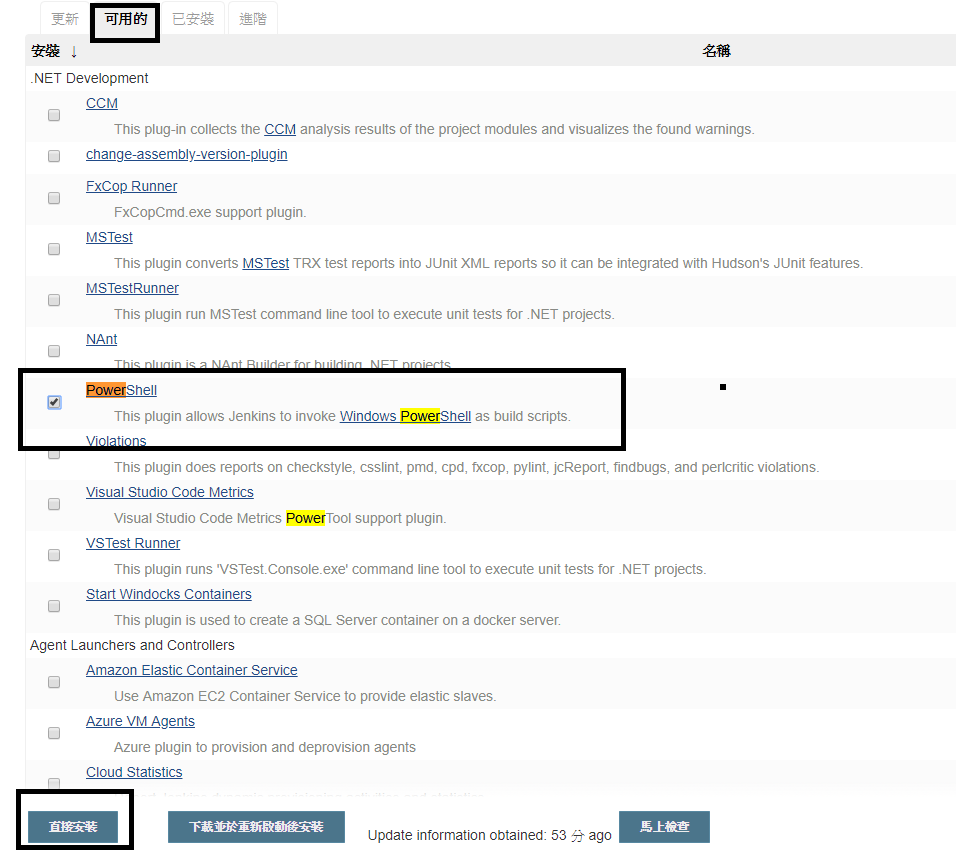 更新 可用的 已安裝 進階
安裝 ↓ 名稱
.NET Development
CCM
This plug-in collects the CCM analysis results of the project modules and visualizes the found warnings.
change-assembly-version-plugin
FxCop Runner
FxCopCmd.exe support plugin.
MSTest
This plugin converts MSTest TRX test reports into JUnit XML reports so it can be integrated with Hudson's JUnit features.
MSTestRunner
This plugin run MSTest command line tool to execute unit tests for .NET projects.
NAnt
This plugin is a NAnt Builder for building .NET projects.
PowerShell
This plugin allows Jenkins to invoke Windows PowerShell as build scripts.
Violations
This plugin does reports on checkstyle, csslint, pmd, cpd, fxcop, pylint, jcReport, findbugs, and perlcritic violations.
Visual Studio Code Metrics
Visual Studio Code Metrics PowerTool support plugin.
VSTest Runner
This plugin runs 'VSTest.Console.exe' command line tool to execute unit tests for .NET projects.
Start Windocks Containers
This plugin is used to create a SQL Server container on a docker server.
Agent Launchers and Controllers
Amazon Elastic Container Service
Use Amazon EC2 Container Service to provide elastic slaves.
Azure VM Agents
Azure plugin to provision and deprovision agents
Cloud Statistics
直接安裝 下載並於重新啟動後安裝 Update information obtained: 53 分 ago 馬上檢查